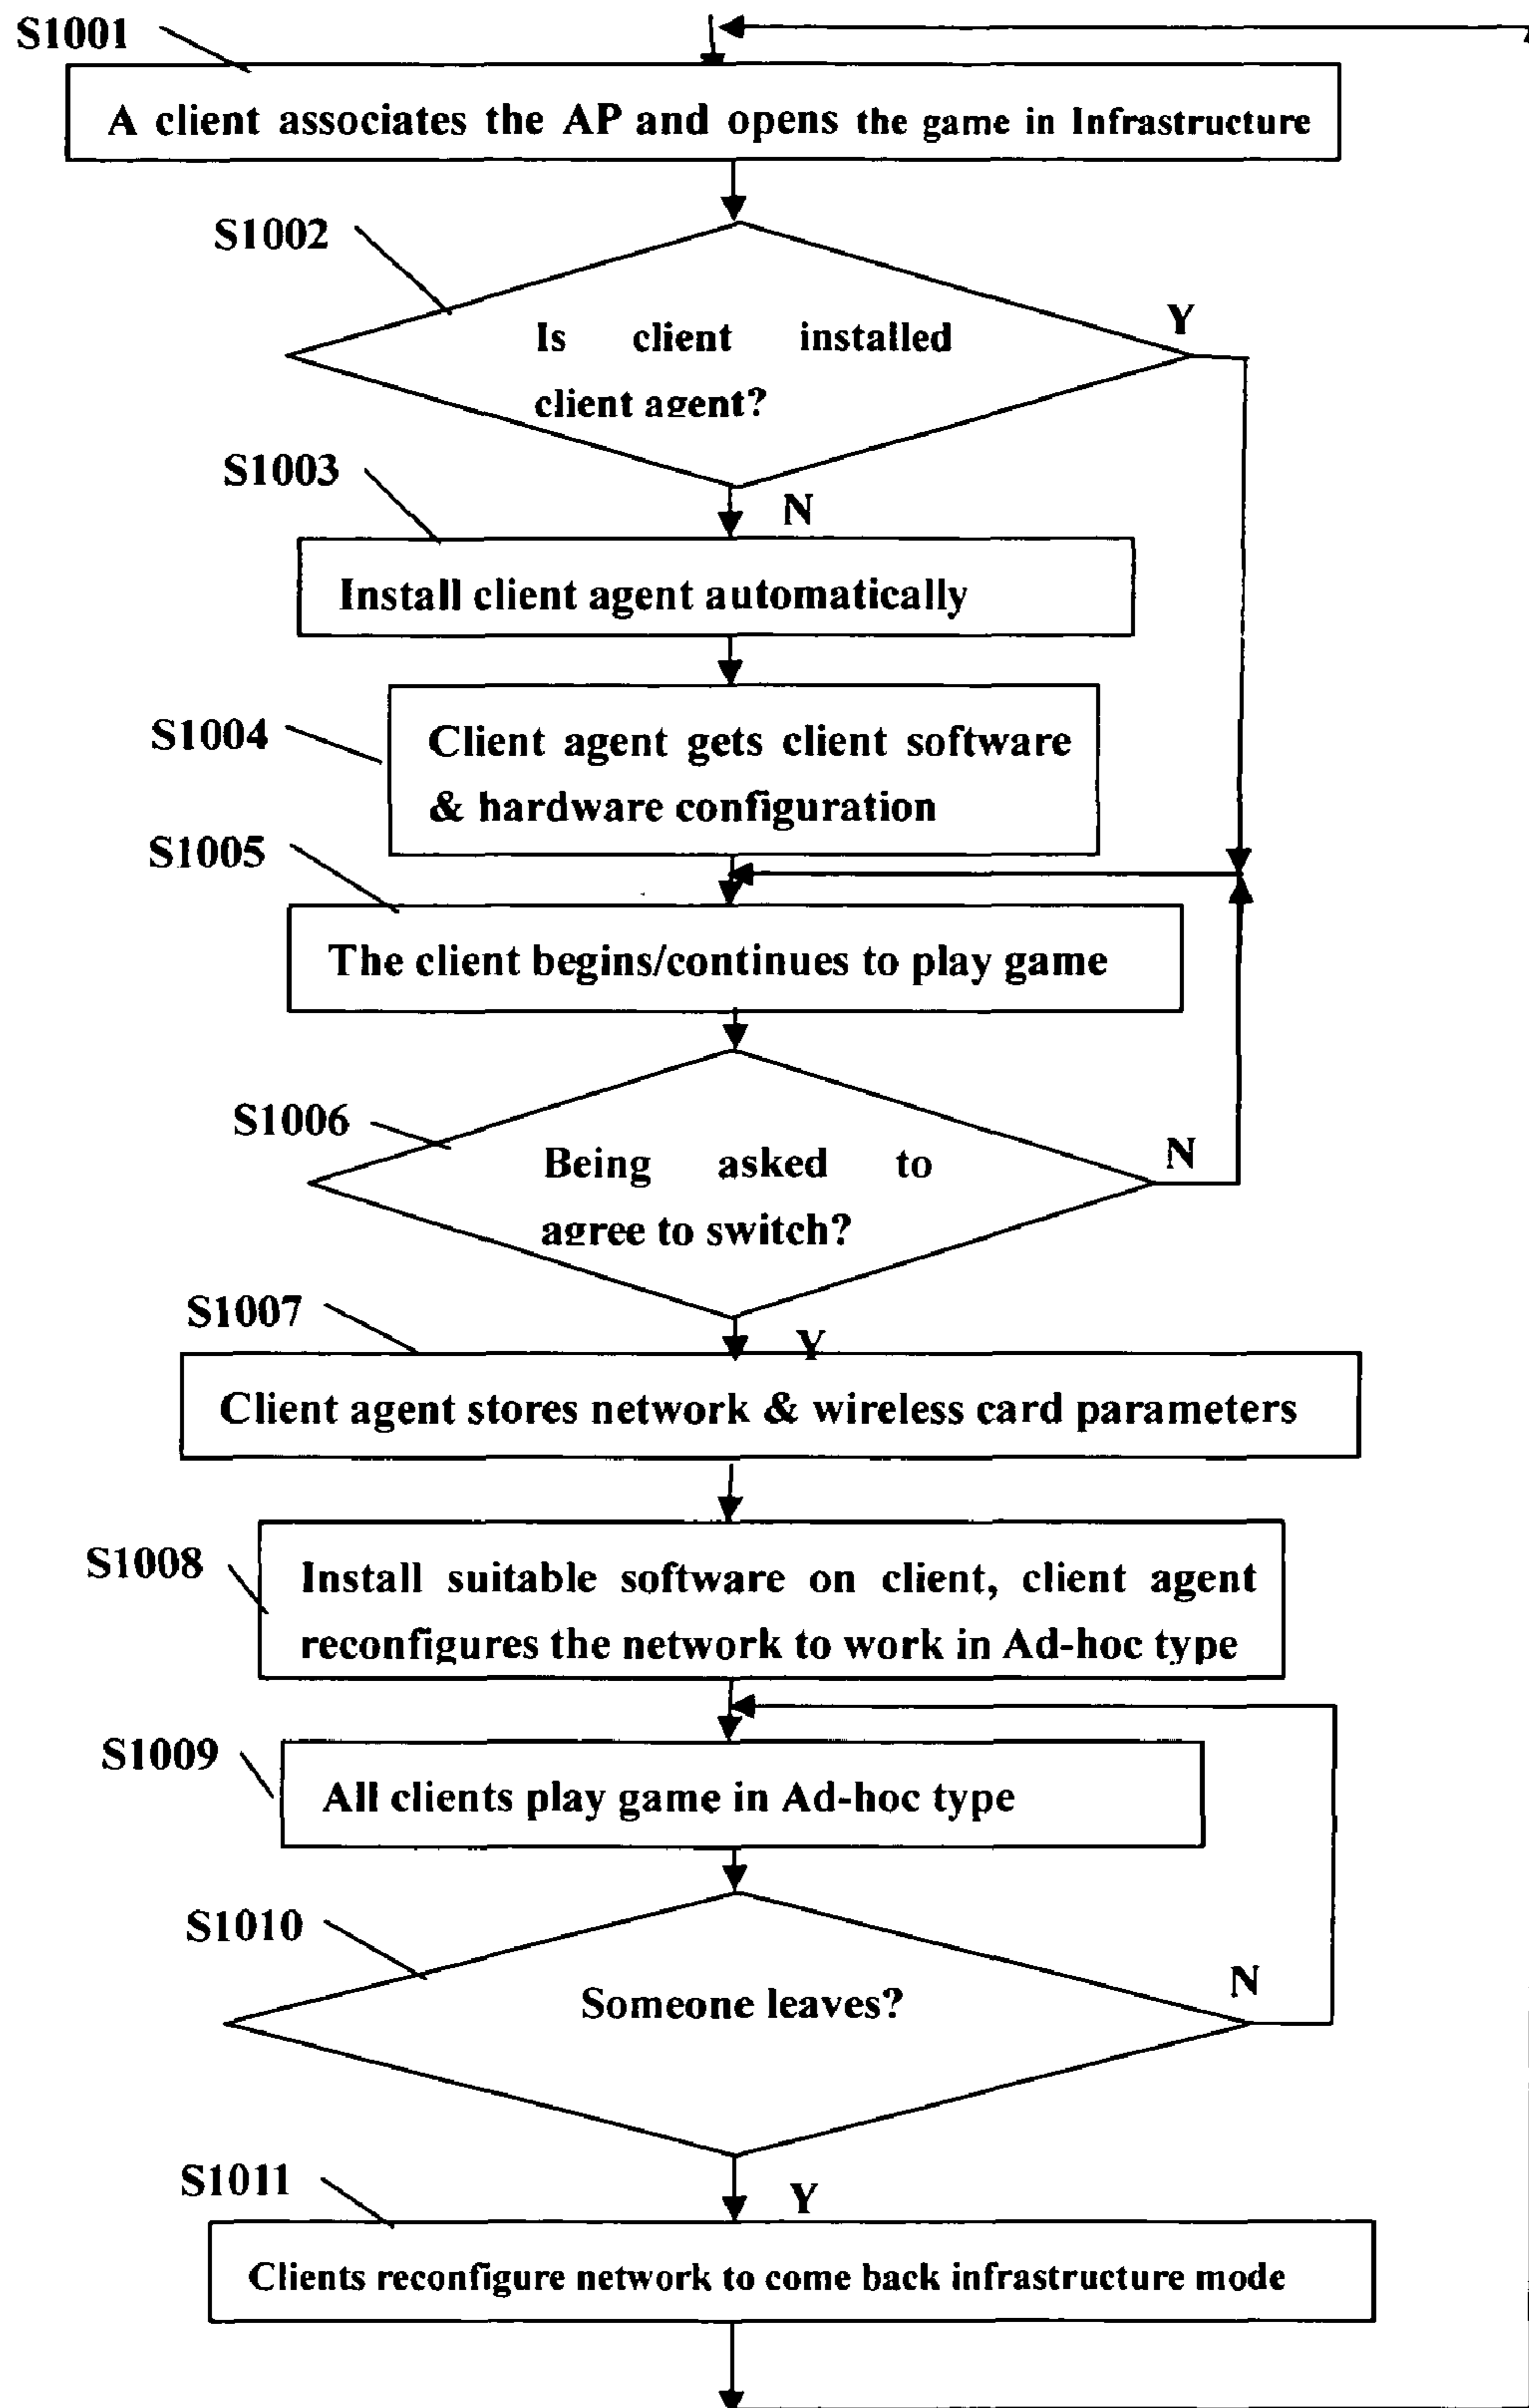 S1001
A client associates the AP and opens the game in Infrastructure
S1002
Y
Is client installed
client agent?
S1003
N
Install client agent automatically
S1004
Client agent gets client software
& hardware configuration
S1005
The client begins/continues to play game
S1006
N
Being asked to
agree to switch?
S1007
Y
Client agent stores network & wireless card parameters
S1008
Install suitable software on client, client agent
reconfigures the network to work in Ad-hoc type
S1009
All clients play game in Ad-hoc type
S1010
N
Someone leaves?
S1011
Y
Clients reconfigure network to come back infrastructure mode